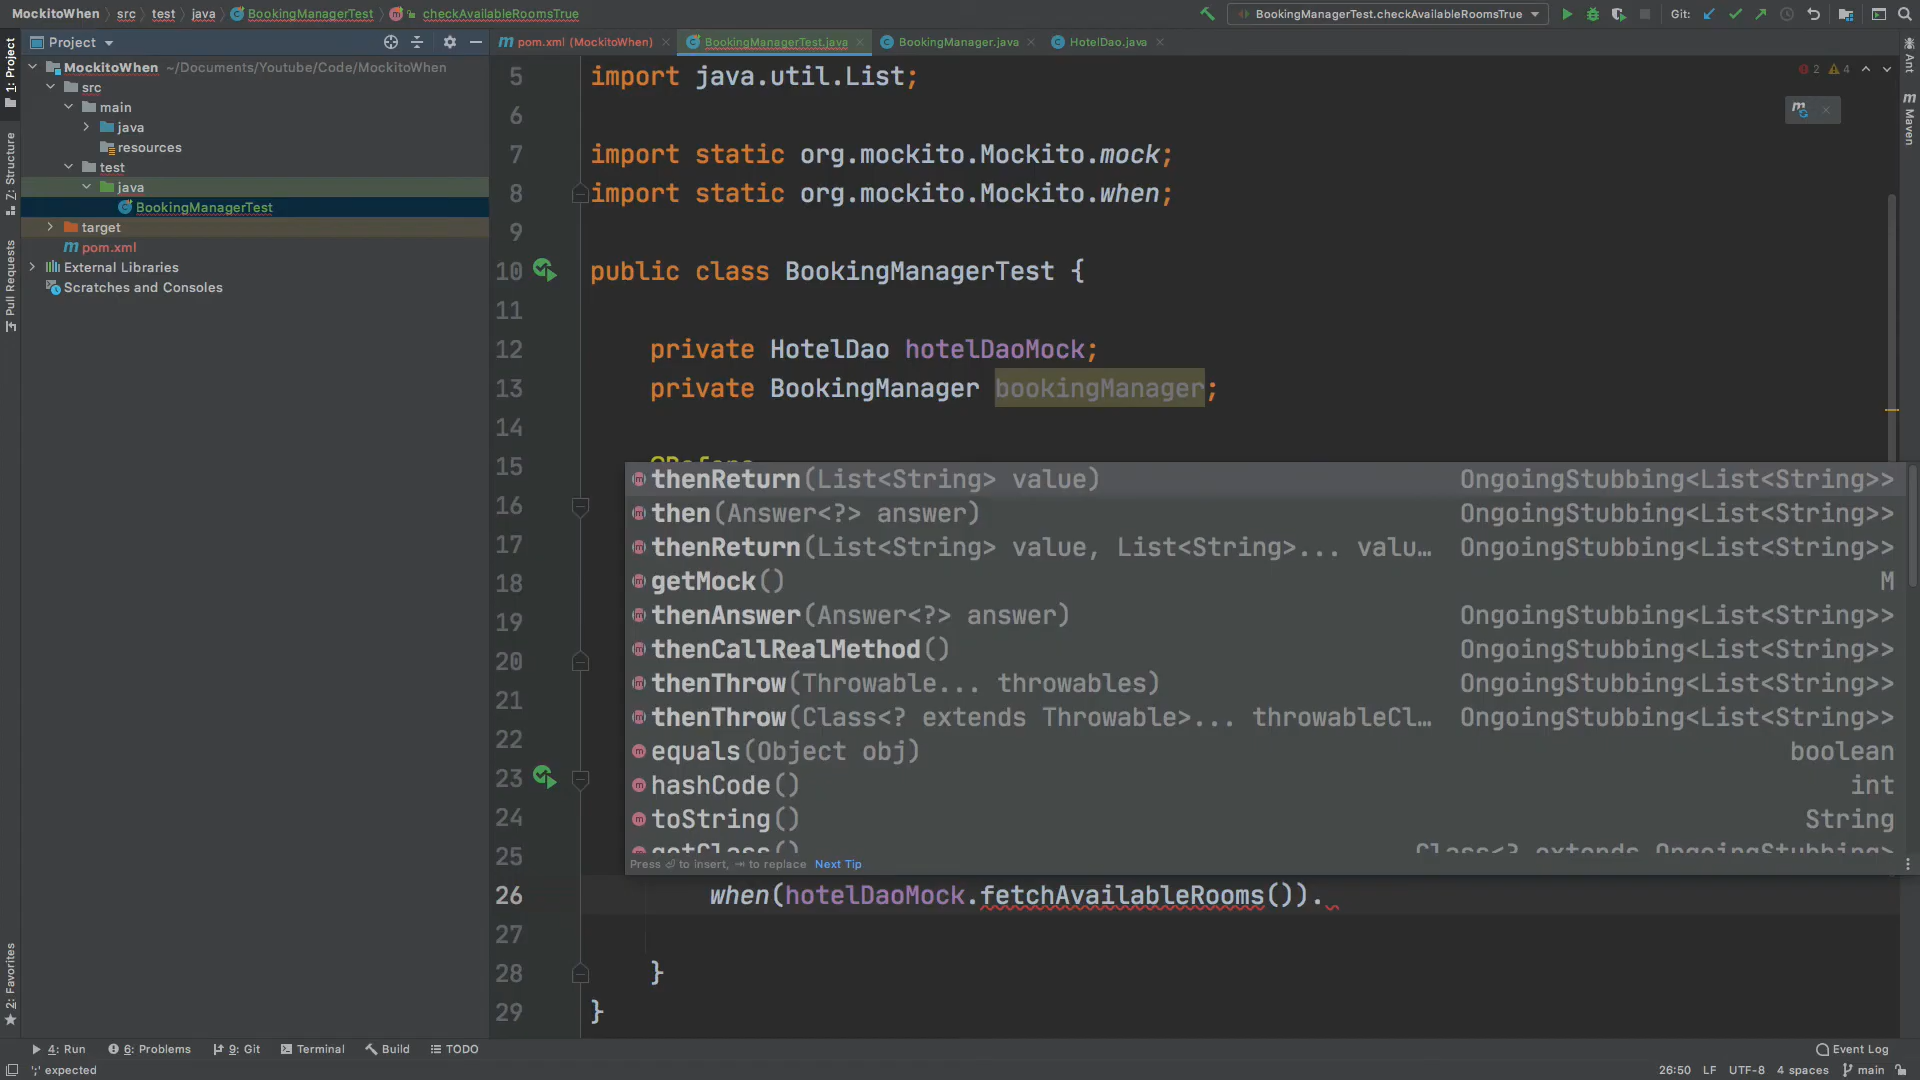 MockitoWhen src test java BookingManagerTest checkAvailableRoomsTrue BookingManagerTest.checkAvailableRoomsTrue Git:
Project
pom.xml (MockitoWhen) BookingManagerTest.java BookingManager.java HotelDao.java
MockitoWhen ~/Documents/Youtube/Code/MockitoWhen
src
main
java
resources
test
java
BookingManagerTest
target
pom.xml
External Libraries
Scratches and Consoles
1: Project
7: Structure
Pull Requests
2: Favorites
Ant
Maven
2 4
5 import java.util.List;
6
7 import static org.mockito.Mockito.mock;
8 import static org.mockito.Mockito.when;
9
10 public class BookingManagerTest {
11
12 private HotelDao hotelDaoMock;
13 private BookingManager bookingManager;
14
15 @Before
16
17
18
19
20
21
22
23
24
25
thenReturn(List<String> value) OngoingStubbing<List<String>>
then(Answer<?> answer) OngoingStubbing<List<String>>
thenReturn(List<String> value, List<String>... valu… OngoingStubbing<List<String>>
getMock() M
thenAnswer(Answer<?> answer) OngoingStubbing<List<String>>
thenCallRealMethod() OngoingStubbing<List<String>>
thenThrow(Throwable... throwables) OngoingStubbing<List<String>>
thenThrow(Class<? extends Throwable>... throwableCl… OngoingStubbing<List<String>>
equals(Object obj) boolean
hashCode() int
toString() String
getClass() Class<? extends OngoingStubbing>
Press ⏎ to insert, ⇥ to replace Next Tip
26 when(hotelDaoMock.fetchAvailableRooms()).
27
28 }
29 }
4: Run 6: Problems 9: Git Terminal Build TODO Event Log
';' expected 26:50 LF UTF-8 4 spaces main